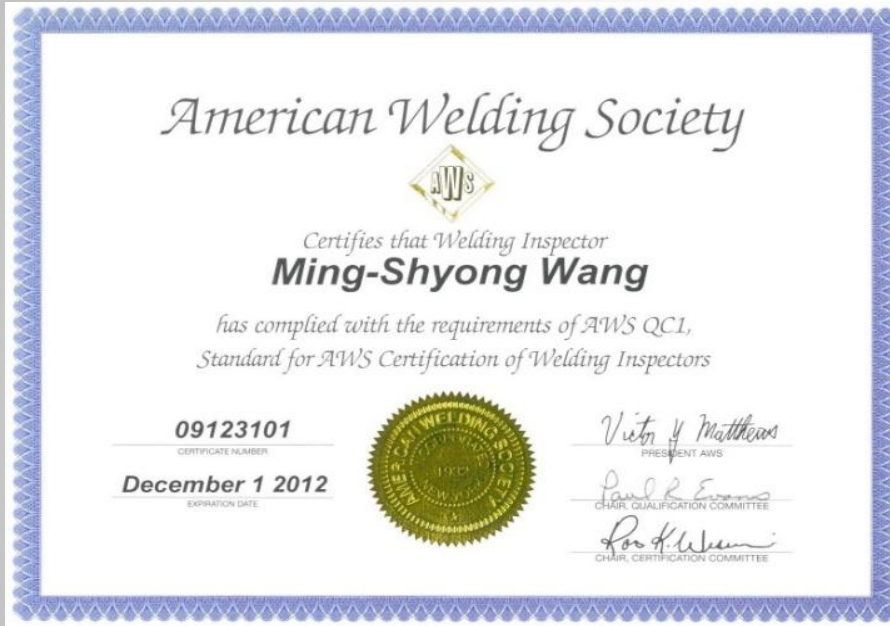 American Welding Society
AWS
Certifies that Welding Inspector
Ming-Shyong Wang
has complied with the requirements of AWS QC1,
Standard for AWS Certification of Welding Inspectors
09123101
CERTIFICATE NUMBER
December 1 2012
EXPIRATION DATE
AMERICAN WELDING SOCIETY
Victor Y Matthews
PRESIDENT AWS
Paul R Evans
CHAIR, QUALIFICATION COMMITTEE
CHAIR, CERTIFICATION COMMITTEE